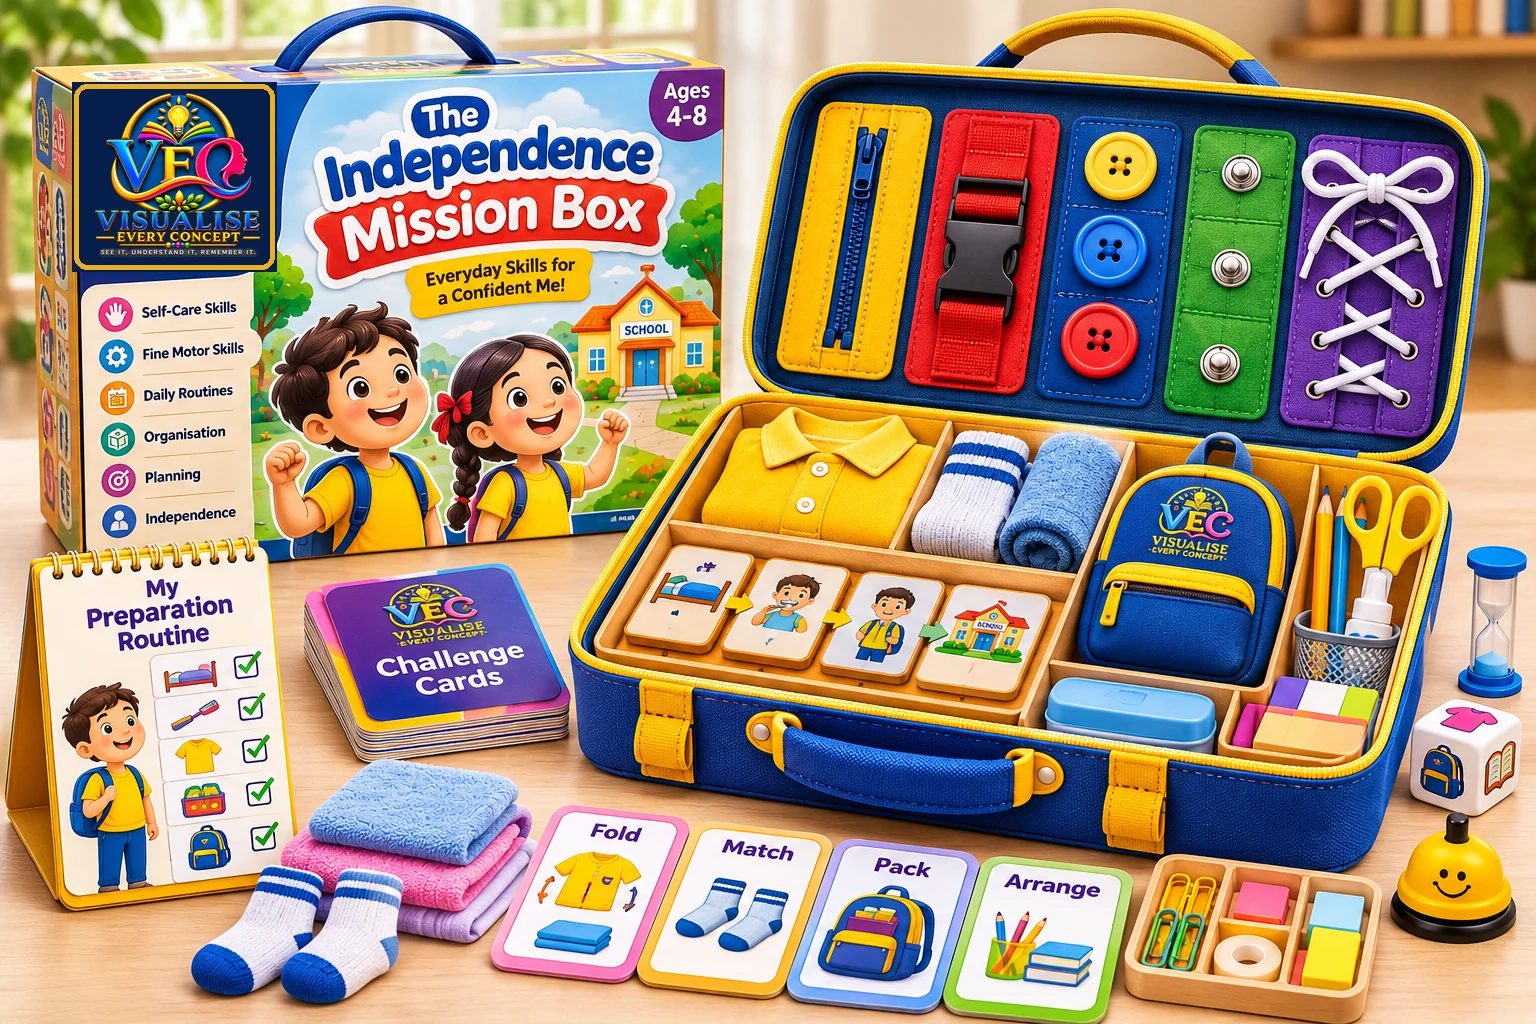 The
Independence
Mission Box
Everyday Skills for
a Confident Me!
Ages
4-8
VEC
VISUALISE
EVERY CONCEPT
SEE IT, UNDERSTAND IT, REMEMBER IT.
Self-Care Skills
Fine Motor Skills
Daily Routines
Organisation
Planning
Independence
SCHOOL
My
Preparation
Routine
VEC
VISUALISE
-EVERY CONCEPT-
Challenge
Cards
VEC
VISUALISE
-EVERY CONCEPT-
Fold
Match
Pack
Arrange